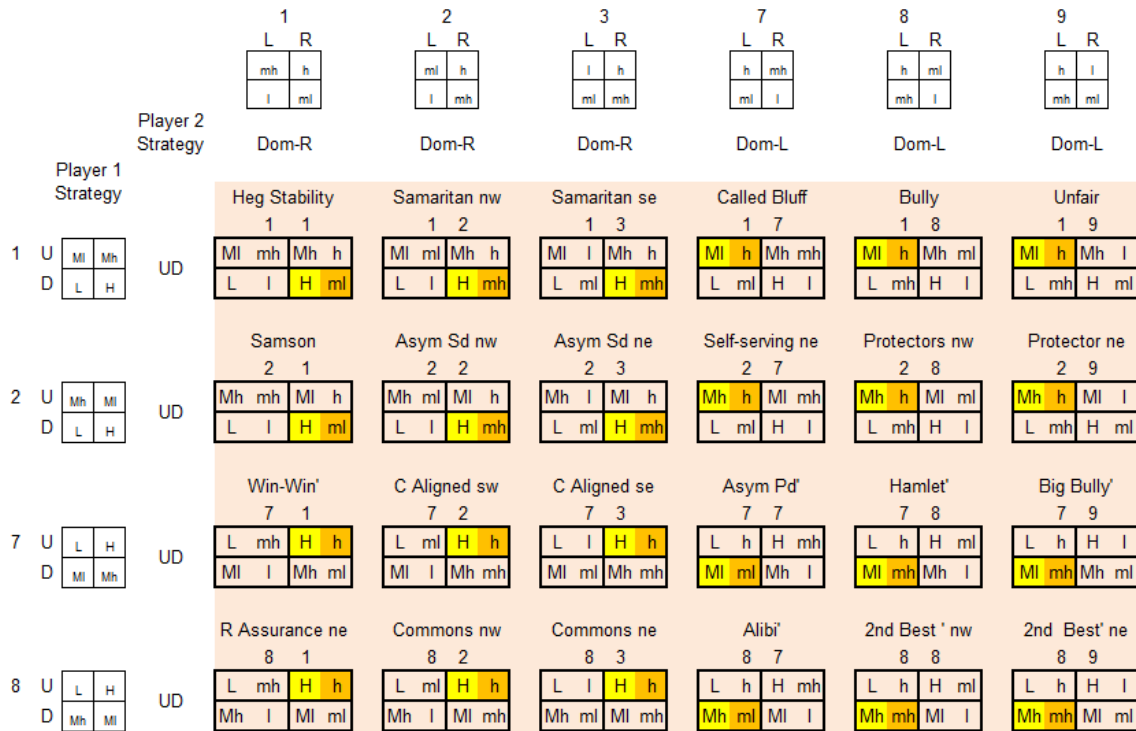 1 2 3 7 8 9
L R L R L R L R L R L R
mh h ml h l h h mh h ml h l
l ml l mh ml mh ml l mh l mh ml
Player 2
Strategy Dom-R Dom-R Dom-R Dom-L Dom-L Dom-L
Player 1
Strategy
Heg Stability Samaritan nw Samaritan se Called Bluff Bully Unfair
1 1 1 2 1 3 1 7 1 8 1 9
1 U Ml Mh UD Ml mh Mh h Ml ml Mh h Ml l Mh h Ml h Mh mh Ml h Mh ml Ml h Mh l
D L H L l H ml L l H mh L ml H mh L ml H l L mh H l L mh H ml
Samson Asym Sd nw Asym Sd ne Self-serving ne Protectors nw Protector ne
2 1 2 2 2 3 2 7 2 8 2 9
2 U Mh Ml UD Mh mh Ml h Mh ml Ml h Mh l Ml h Mh h Ml mh Mh h Ml ml Mh h Ml l
D L H L l H ml L l H mh L ml H mh L ml H l L mh H l L mh H ml
Win-Win' C Aligned sw C Aligned se Asym Pd' Hamlet' Big Bully'
7 1 7 2 7 3 7 7 7 8 7 9
7 U L H UD L mh H h L ml H h L l H h L h H mh L h H ml L h H l
D Ml Mh Ml l Mh ml Ml l Mh mh Ml ml Mh mh Ml ml Mh l Ml mh Mh l Ml mh Mh ml
R Assurance ne Commons nw Commons ne Alibi' 2nd Best ' nw 2nd Best' ne
8 1 8 2 8 3 8 7 8 8 8 9
8 U L H UD L mh H h L ml H h L l H h L h H mh L h H ml L h H l
D Mh Ml Mh l Ml ml Mh l Ml mh Mh ml Ml mh Mh ml Ml l Mh mh Ml l Mh mh Ml ml